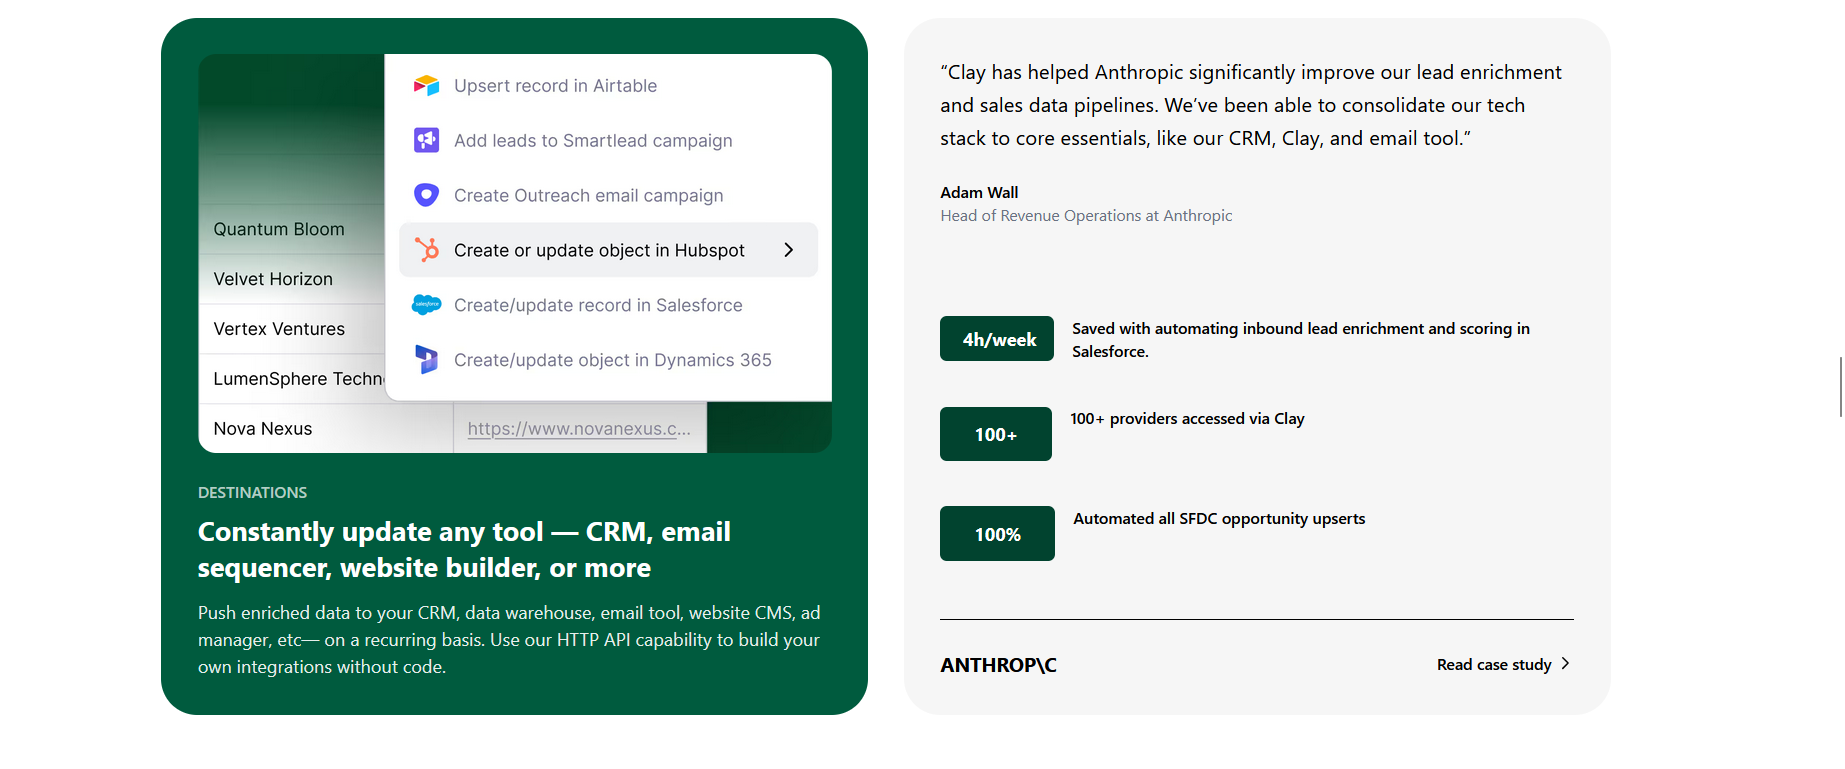 Upsert record in Airtable
Add leads to Smartlead campaign
Create Outreach email campaign
Create or update object in Hubspot
salesforce
Create/update record in Salesforce
Create/update object in Dynamics 365
Quantum Bloom
Velvet Horizon
Vertex Ventures
LumenSphere Techn
Nova Nexus
https://www.novanexus.c...
DESTINATIONS
Constantly update any tool — CRM, email
sequencer, website builder, or more
Push enriched data to your CRM, data warehouse, email tool, website CMS, ad
manager, etc— on a recurring basis. Use our HTTP API capability to build your
own integrations without code.
“Clay has helped Anthropic significantly improve our lead enrichment
and sales data pipelines. We’ve been able to consolidate our tech
stack to core essentials, like our CRM, Clay, and email tool.”
Adam Wall
Head of Revenue Operations at Anthropic
4h/week
Saved with automating inbound lead enrichment and scoring in
Salesforce.
100+
100+ providers accessed via Clay
100%
Automated all SFDC opportunity upserts
ANTHROP\C
Read case study